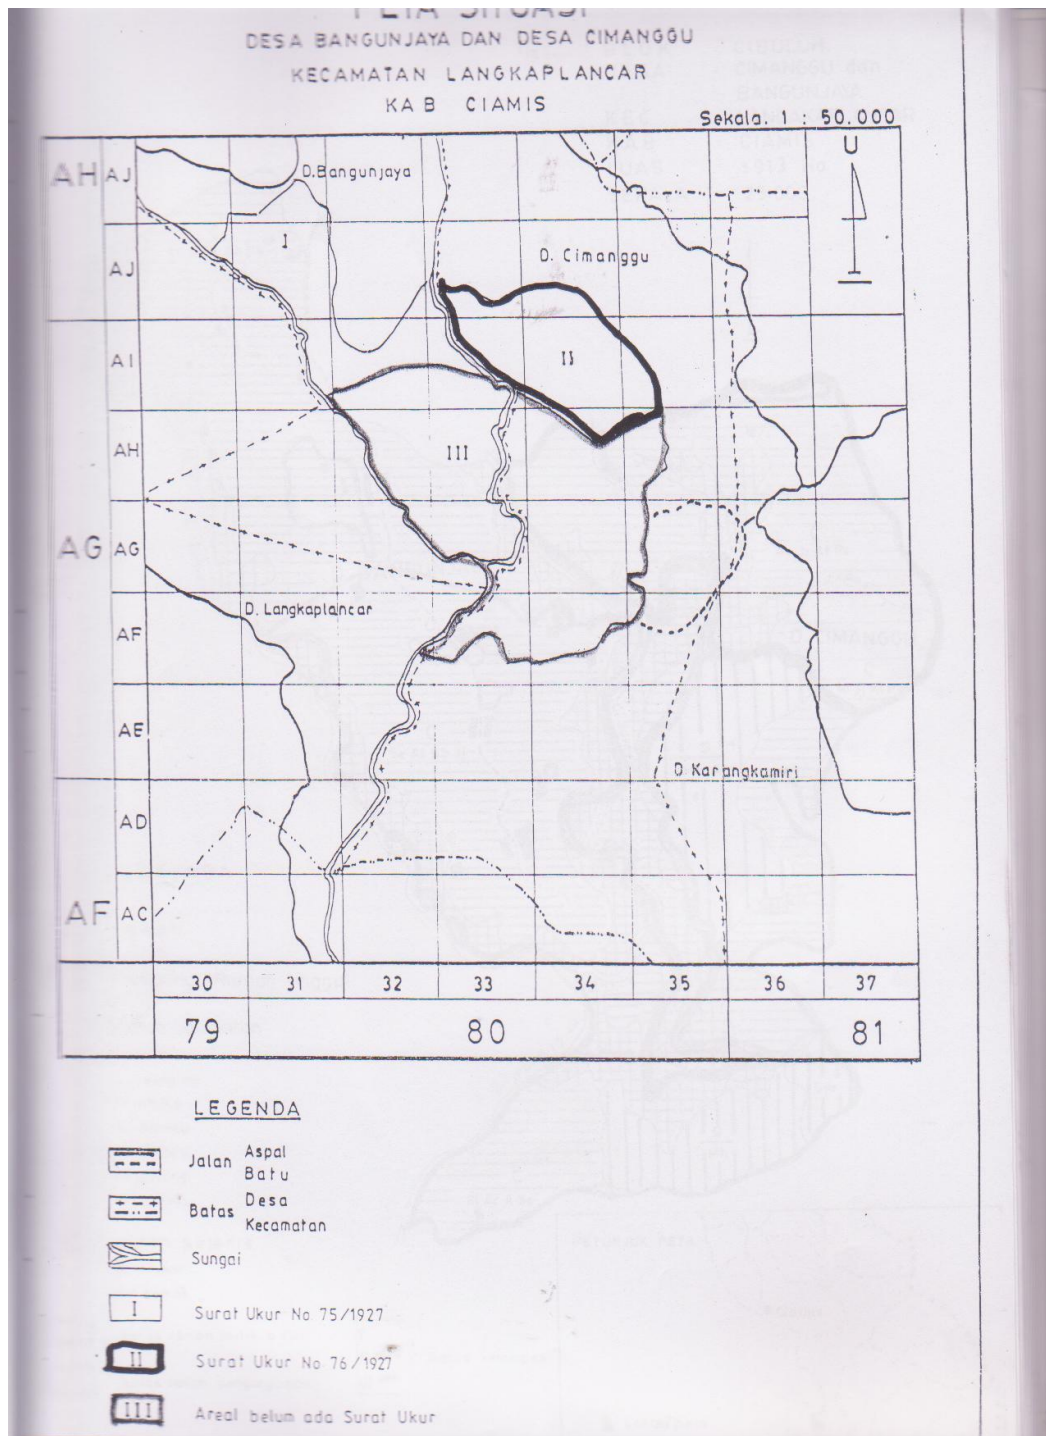 PETA SITUASI
DESA BANGUNJAYA DAN DESA CIMANGGU
KECAMATAN LANGKAPLANCAR
KAB CIAMIS
Sekala. 1 : 50.000
U
AH AJ
D.Bangunjaya
I
AJ
D. Cimanggu
AI
II
AH
III
AG AG
D. Langkaplancar
AF
AE
D Karangkamiri
AD
AF AC
30 31 32 33 34 35 36 37
79 80 81
LEGENDA
Jalan Aspal
Batu
Batas Desa
Kecamatan
Sungai
I Surat Ukur No 75/1927
II Surat Ukur No 76/1927
III Areal belum ada Surat Ukur